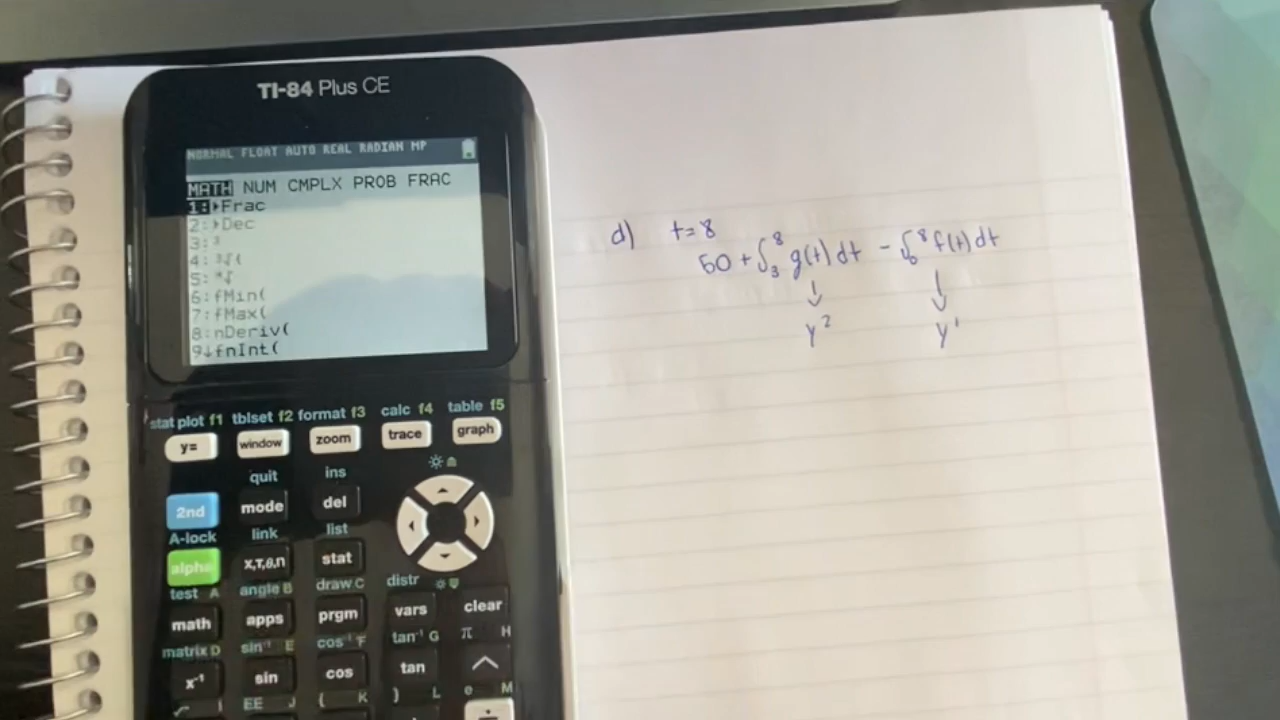 TI-84 Plus CE
NORMAL FLOAT AUTO REAL RADIAN MP
MATH NUM CMPLX PROB FRAC
1:▸Frac
2:▸Dec
3:³
4:³√(
5:ˣ√
6:fMin(
7:fMax(
8:nDeriv(
9↓fnInt(
d) t=8
50 + ∫₃⁸ g(t) dt - ∫₀⁸ f(t) dt
↓ ↓
y² y'
stat plot f1 tblset f2 format f3 calc f4 table f5
y= window zoom trace graph
quit ins
2nd mode del
A-lock link list
alpha X,T,θ,n stat
test A angle B draw C distr
math apps prgm vars clear
matrix D sin⁻¹ E cos⁻¹ F tan⁻¹ G π H
x⁻¹ sin cos tan ^
√ I EE J { K } L e M
÷